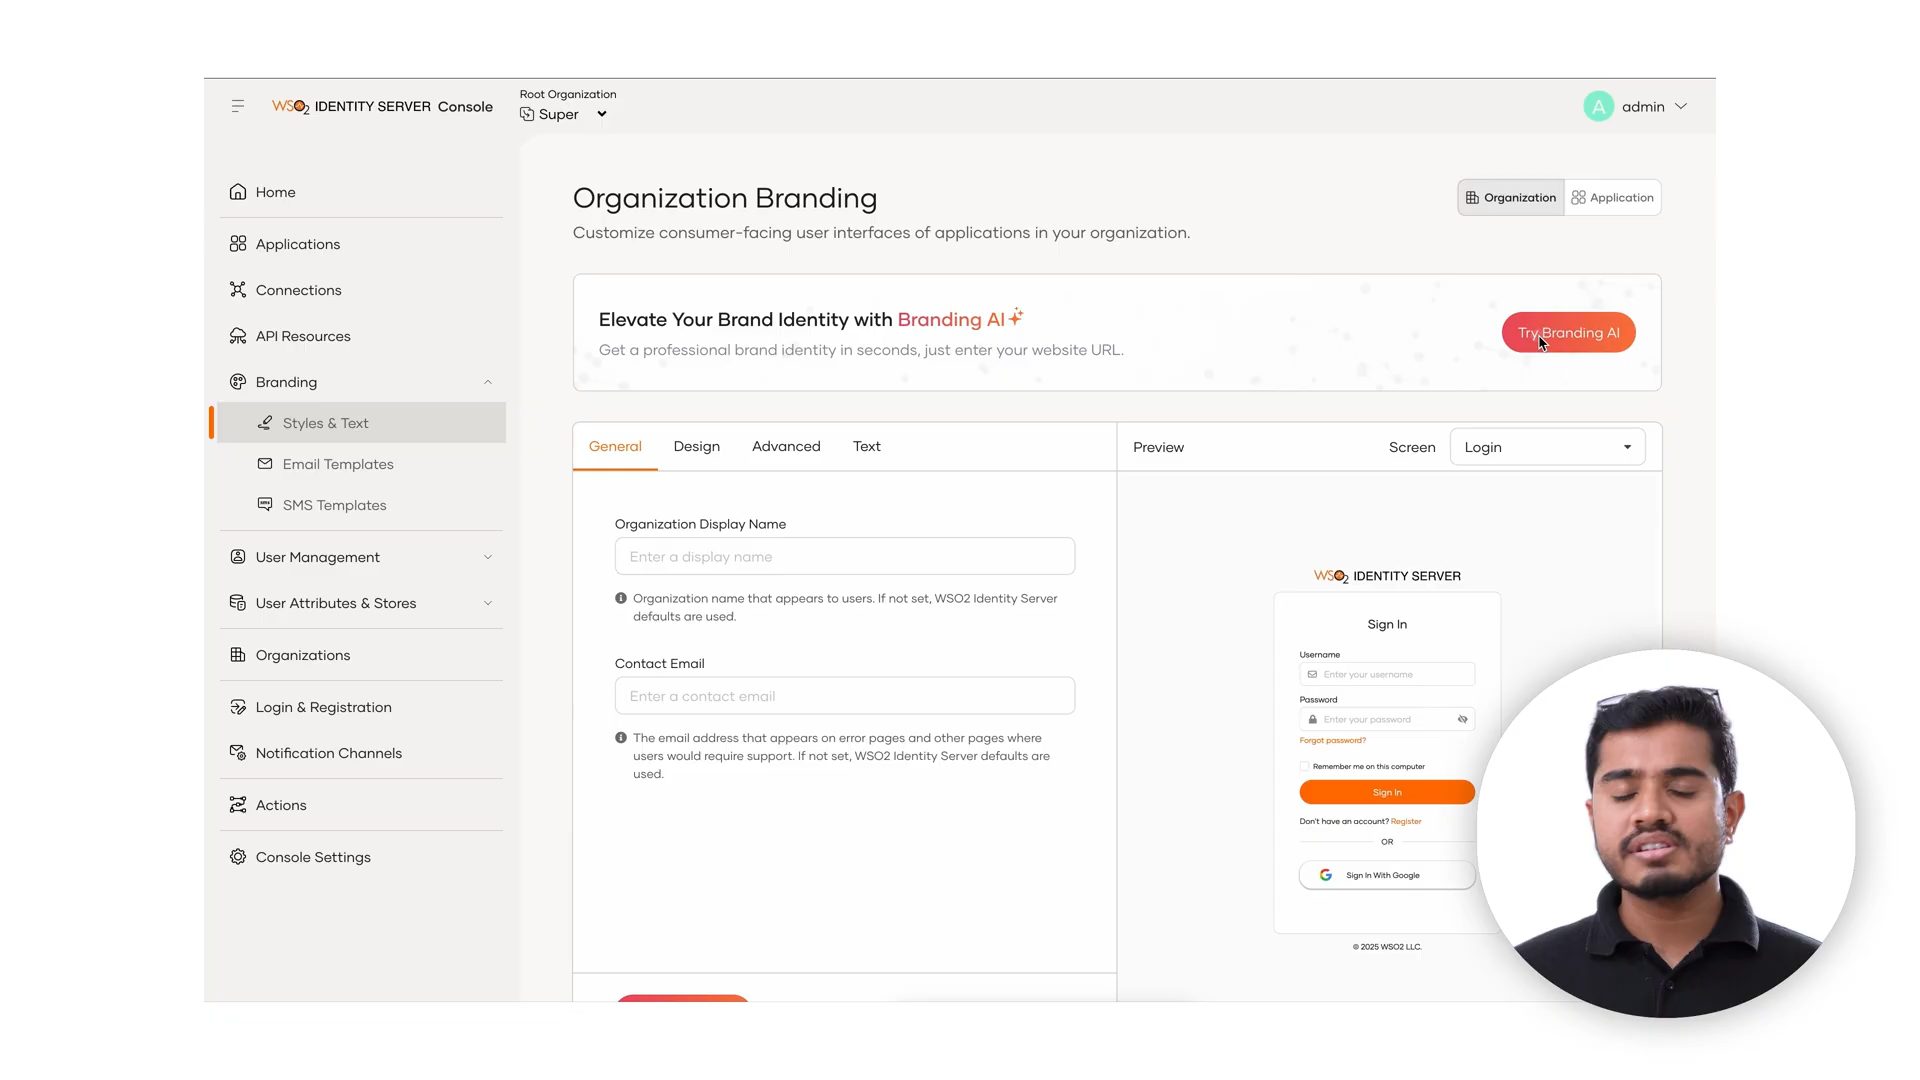 WSO2 IDENTITY SERVER Console
Root Organization
Super
A
admin
Home
Applications
Connections
API Resources
Branding
Styles & Text
Email Templates
SMS Templates
User Management
User Attributes & Stores
Organizations
Login & Registration
Notification Channels
Actions
Console Settings
Organization Branding
Customize consumer-facing user interfaces of applications in your organization.
Organization
Application
Elevate Your Brand Identity with Branding AI
Get a professional brand identity in seconds, just enter your website URL.
Try Branding AI
General
Design
Advanced
Text
Organization Display Name
Enter a display name
Organization name that appears to users. If not set, WSO2 Identity Server
defaults are used.
Contact Email
Enter a contact email
The email address that appears on error pages and other pages where
users would require support. If not set, WSO2 Identity Server defaults are
used.
Preview
Screen
Login
WSO2 IDENTITY SERVER
Sign In
Username
Enter your username
Password
Enter your password
Forgot password?
Remember me on this computer
Sign In
Don't have an account? Register
OR
Sign In With Google
© 2025 WSO2 LLC.